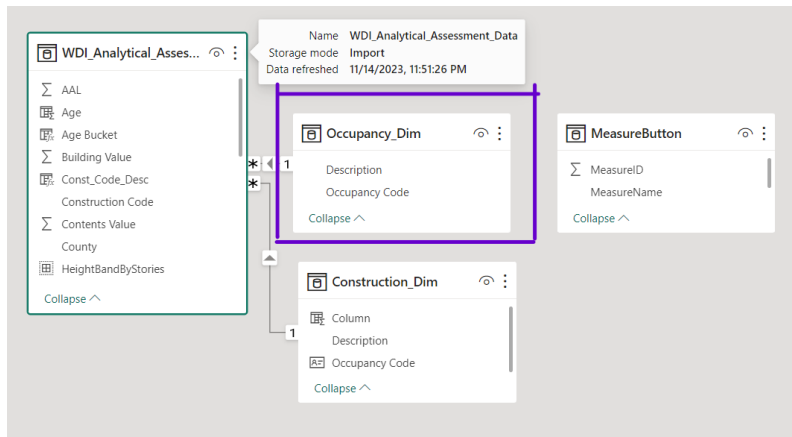 WDI_Analytical_Asses...
Name WDI_Analytical_Assessment_Data
Storage mode Import
Data refreshed 11/14/2023, 11:51:26 PM
AAL
Age
Age Bucket
Building Value
Const_Code_Desc
Construction Code
Contents Value
County
HeightBandByStories
Collapse
Occupancy_Dim
Description
Occupancy Code
Collapse
MeasureButton
MeasureID
MeasureName
Collapse
* 1
*
1
Construction_Dim
Column
Description
Occupancy Code
Collapse